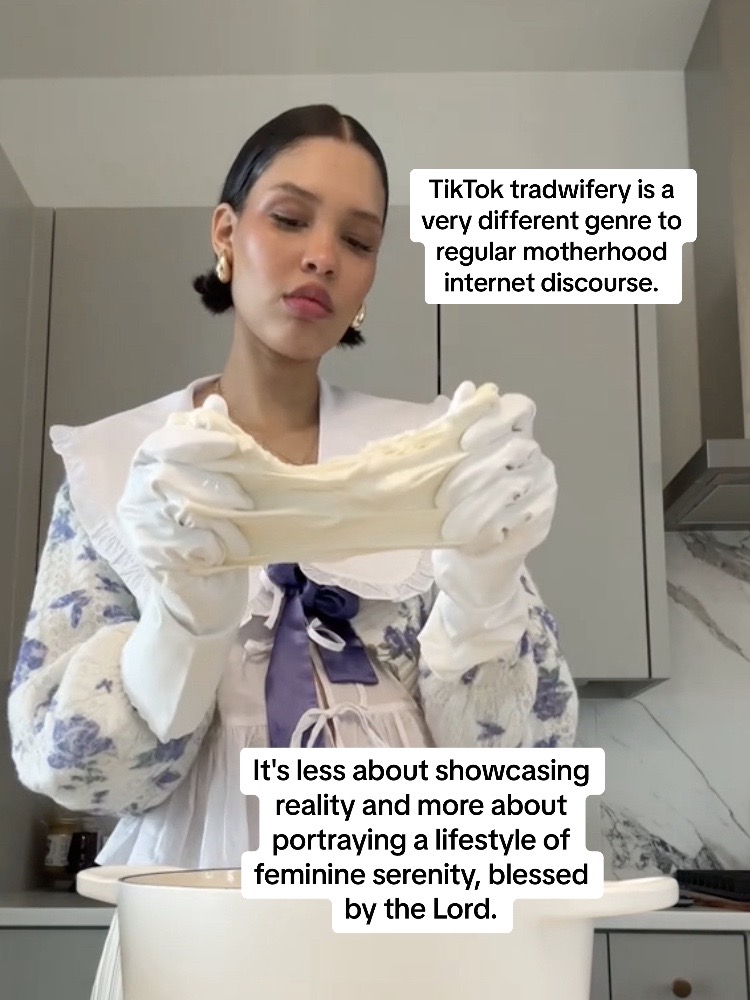 TikTok tradwifery is a
very different genre to
regular motherhood
internet discourse.
It's less about showcasing
reality and more about
portraying a lifestyle of
feminine serenity, blessed
by the Lord.